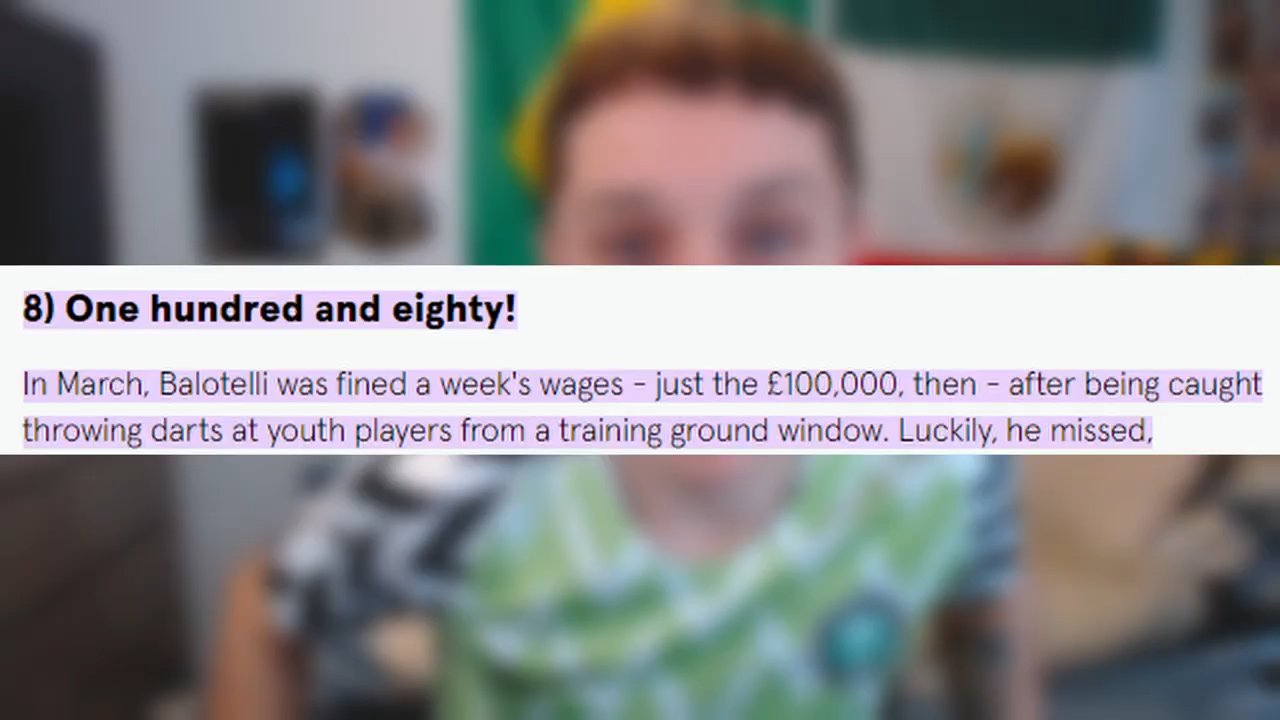 8) One hundred and eighty!
In March, Balotelli was fined a week's wages – just the £100,000, then – after being caught
throwing darts at youth players from a training ground window. Luckily, he missed,